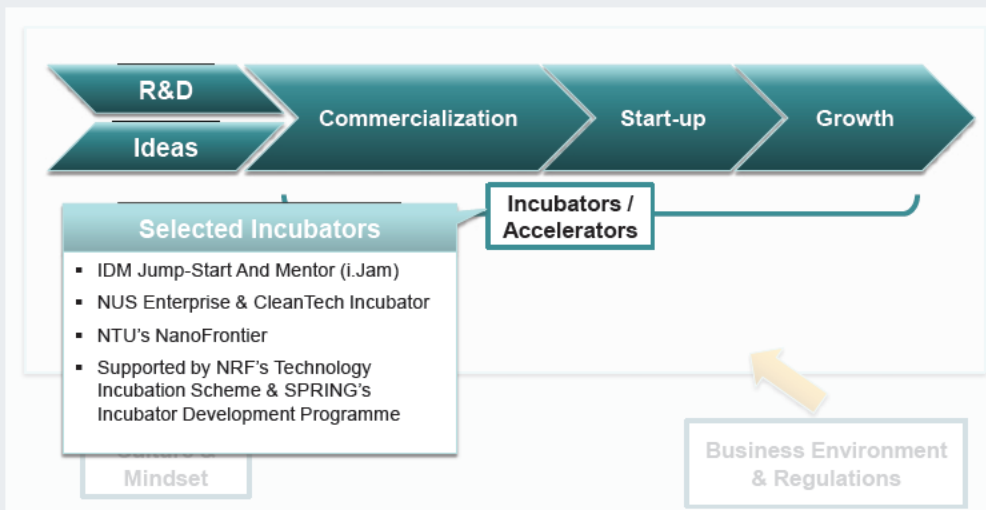 R&D
Ideas
Commercialization
Start-up
Growth
Incubators /
Accelerators
Selected Incubators
▪ IDM Jump-Start And Mentor (i.Jam)
▪ NUS Enterprise & CleanTech Incubator
▪ NTU's NanoFrontier
▪ Supported by NRF's Technology
Incubation Scheme & SPRING's
Incubator Development Programme
Mindset
Business Environment
& Regulations